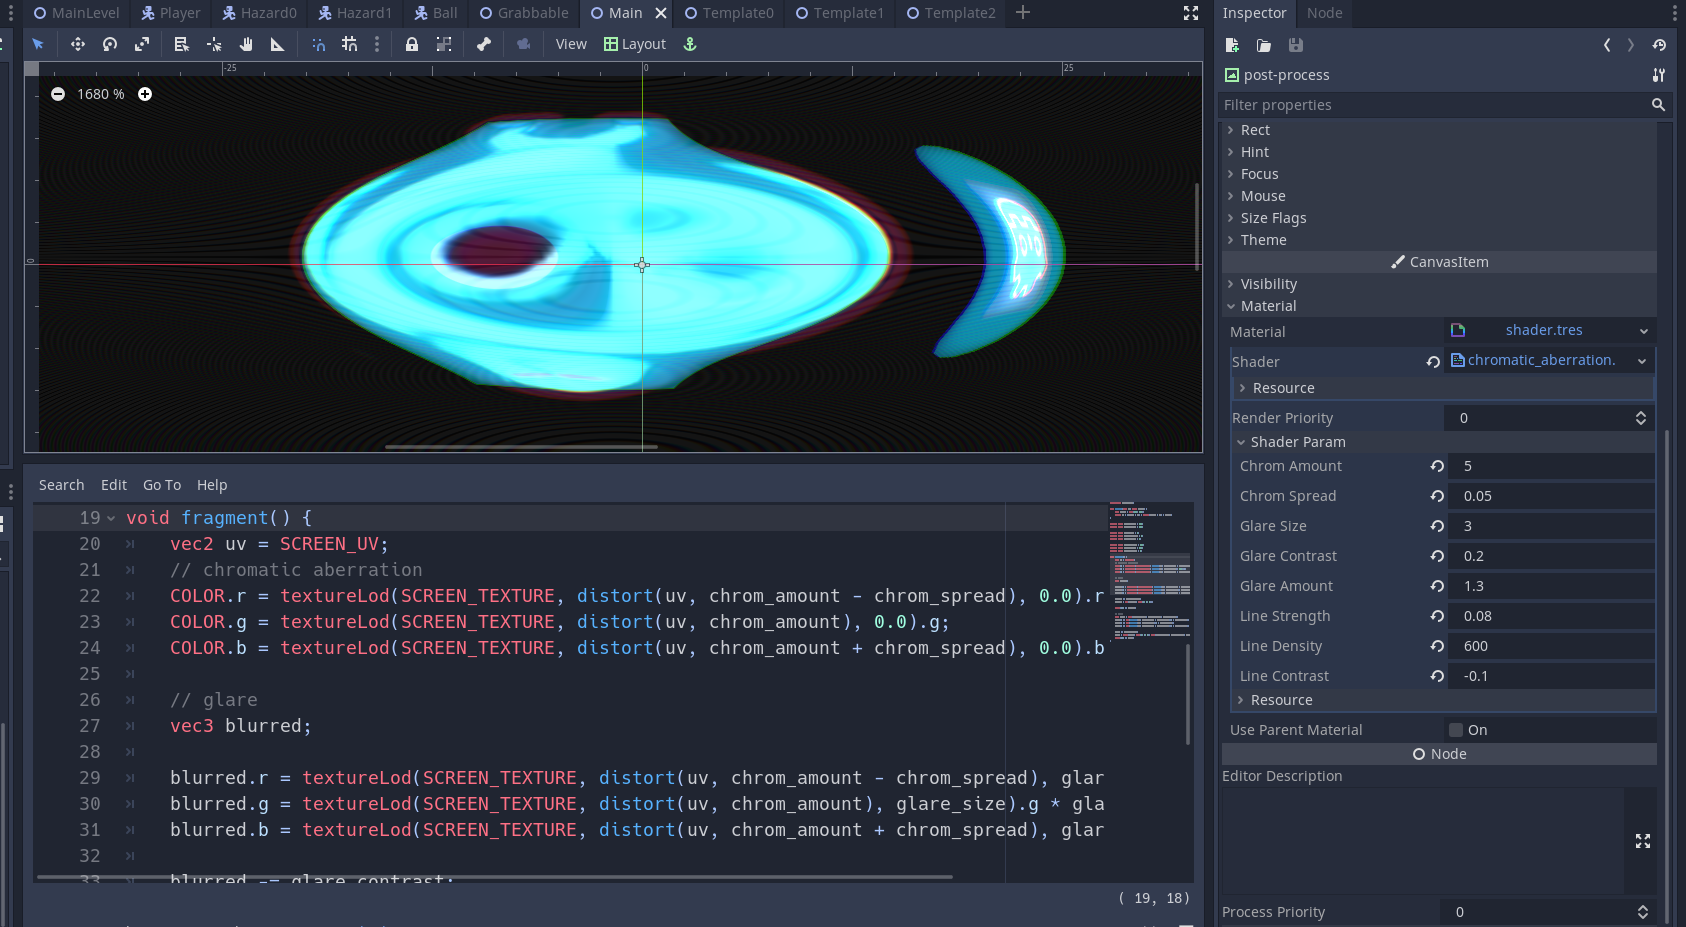 MainLevel Player Hazard0 Hazard1 Ball Grabbable Main Template0 Template1 Template2
Inspector Node
View Layout
-25 0 25
1680 %
0
post-process
Filter properties
Rect
Hint
Focus
Mouse
Size Flags
Theme
CanvasItem
Visibility
Material
Material shader.tres
Shader chromatic_aberration.
Resource
Render Priority 0
Shader Param
Chrom Amount 5
Chrom Spread 0.05
Glare Size 3
Glare Contrast 0.2
Glare Amount 1.3
Line Strength 0.08
Line Density 600
Line Contrast -0.1
Resource
Use Parent Material On
Node
Editor Description
Process Priority 0
Search Edit Go To Help
19 void fragment() {
20 vec2 uv = SCREEN_UV;
21 // chromatic aberration
22 COLOR.r = textureLod(SCREEN_TEXTURE, distort(uv, chrom_amount - chrom_spread), 0.0).r
23 COLOR.g = textureLod(SCREEN_TEXTURE, distort(uv, chrom_amount), 0.0).g;
24 COLOR.b = textureLod(SCREEN_TEXTURE, distort(uv, chrom_amount + chrom_spread), 0.0).b
25
26 // glare
27 vec3 blurred;
28
29 blurred.r = textureLod(SCREEN_TEXTURE, distort(uv, chrom_amount - chrom_spread), glar
30 blurred.g = textureLod(SCREEN_TEXTURE, distort(uv, chrom_amount), glare_size).g * gla
31 blurred.b = textureLod(SCREEN_TEXTURE, distort(uv, chrom_amount + chrom_spread), glar
32
33 blurred -= glare_contrast;
( 19, 18)